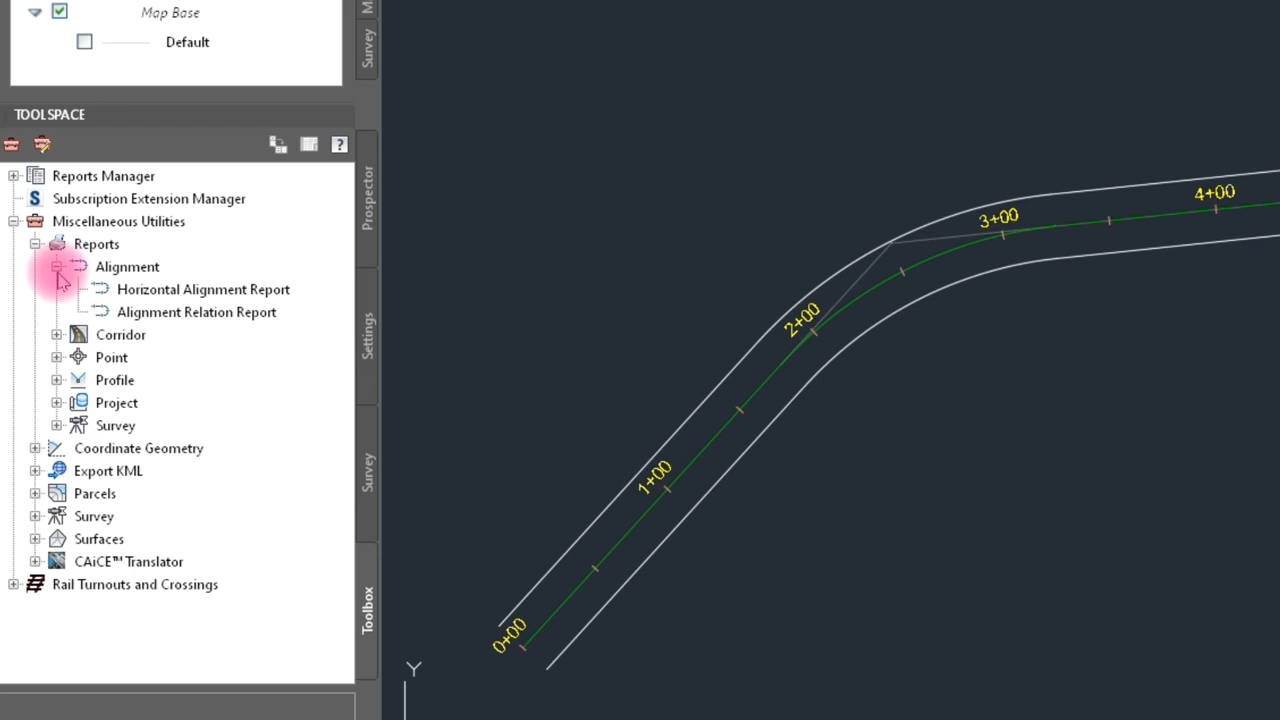 Map Base
Default
M
Survey
TOOLSPACE
?
Reports Manager
S
Subscription Extension Manager
Miscellaneous Utilities
Reports
Alignment
Horizontal Alignment Report
Alignment Relation Report
Corridor
Point
Profile
Project
Survey
Coordinate Geometry
Export KML
Parcels
Survey
Surfaces
CAiCE™ Translator
Rail Turnouts and Crossings
Prospector
Settings
Survey
Toolbox
0+00
1+00
2+00
3+00
4+00
Y